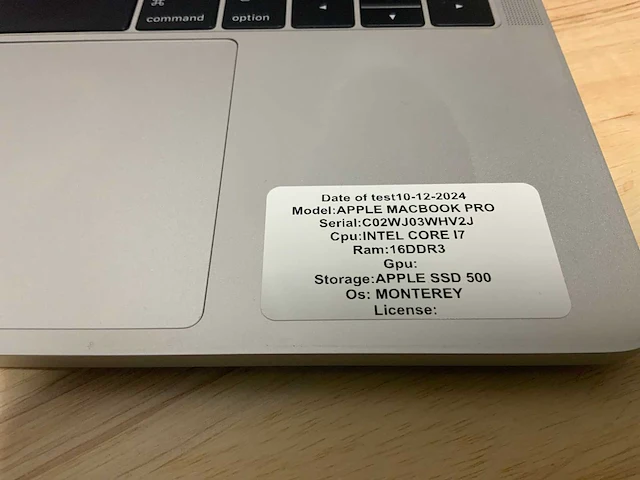 ⌘
command
option
Date of test10-12-2024
Model:APPLE MACBOOK PRO
Serial:C02WJ03WHV2J
Cpu:INTEL CORE I7
Ram:16DDR3
Gpu:
Storage:APPLE SSD 500
Os: MONTEREY
License: